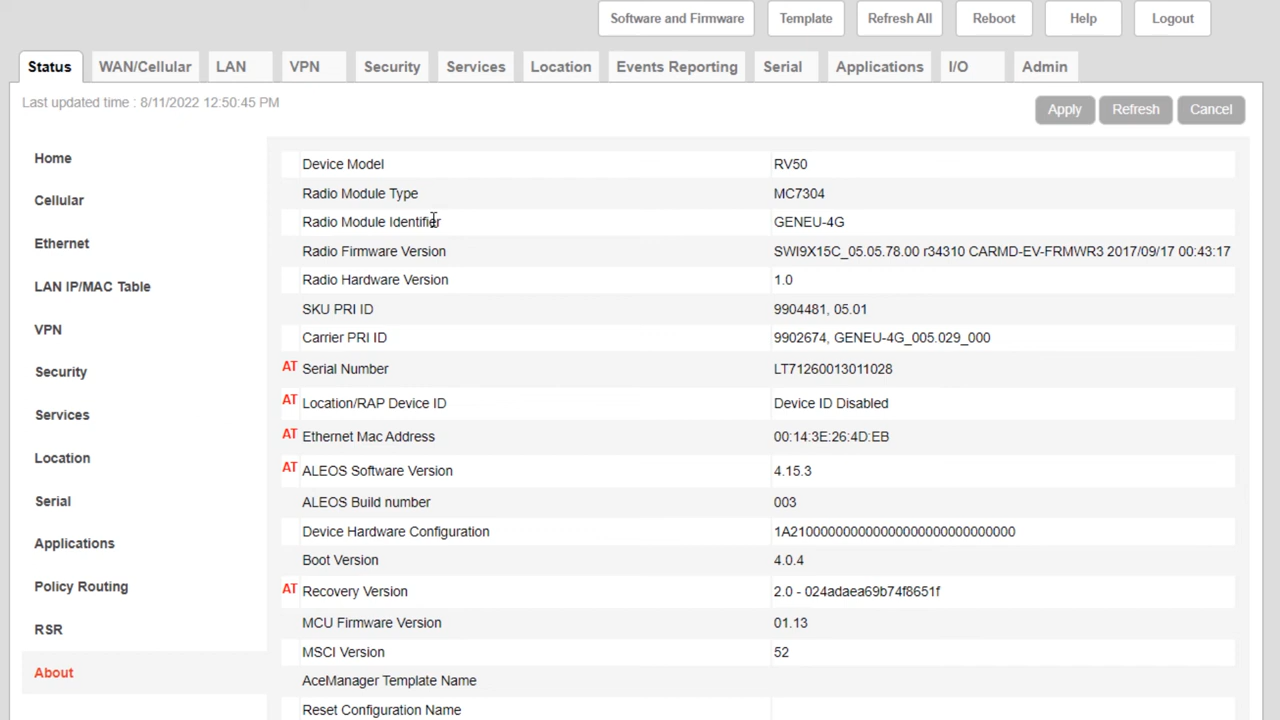 Software and Firmware Template Refresh All Reboot Help Logout
Status WAN/Cellular LAN VPN Security Services Location Events Reporting Serial Applications I/O Admin
Last updated time : 8/11/2022 12:50:45 PM
Apply Refresh Cancel
Home
Cellular
Ethernet
LAN IP/MAC Table
VPN
Security
Services
Location
Serial
Applications
Policy Routing
RSR
About
Device Model RV50
Radio Module Type MC7304
Radio Module Identifier GENEU-4G
Radio Firmware Version SWI9X15C_05.05.78.00 r34310 CARMD-EV-FRMWR3 2017/09/17 00:43:17
Radio Hardware Version 1.0
SKU PRI ID 9904481, 05.01
Carrier PRI ID 9902674, GENEU-4G_005.029_000
AT Serial Number LT71260013011028
AT Location/RAP Device ID Device ID Disabled
AT Ethernet Mac Address 00:14:3E:26:4D:EB
AT ALEOS Software Version 4.15.3
ALEOS Build number 003
Device Hardware Configuration 1A210000000000000000000000000000
Boot Version 4.0.4
AT Recovery Version 2.0 - 024adaea69b74f8651f
MCU Firmware Version 01.13
MSCI Version 52
AceManager Template Name
Reset Configuration Name